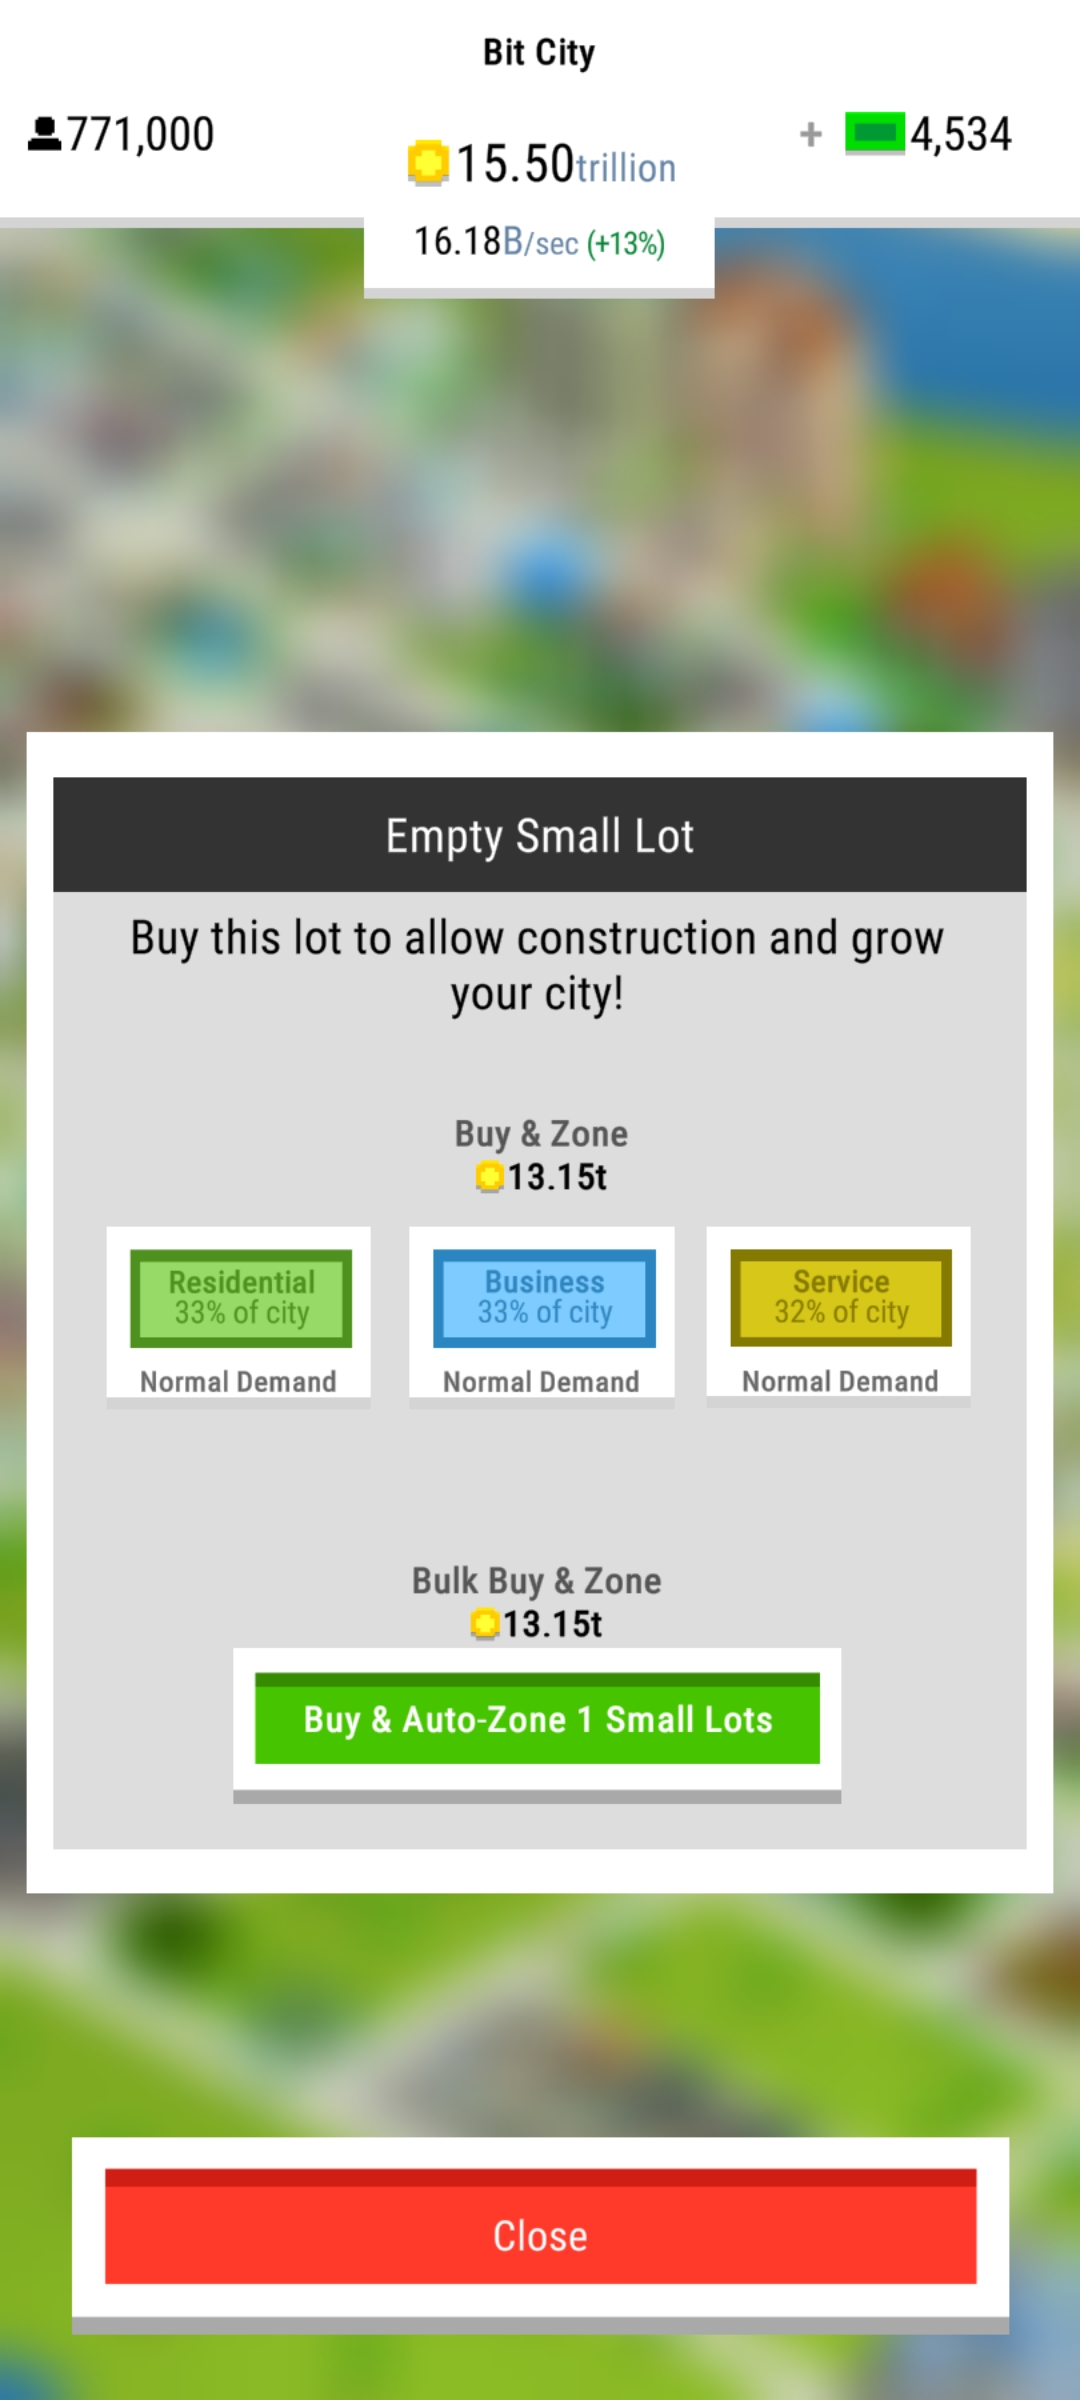 Bit City
771,000
+ 4,534
15.50trillion
16.18B/sec (+13%)
Empty Small Lot
Buy this lot to allow construction and grow
your city!
Buy & Zone
13.15t
Residential
33% of city
Normal Demand
Business
33% of city
Normal Demand
Service
32% of city
Normal Demand
Bulk Buy & Zone
13.15t
Buy & Auto-Zone 1 Small Lots
Close